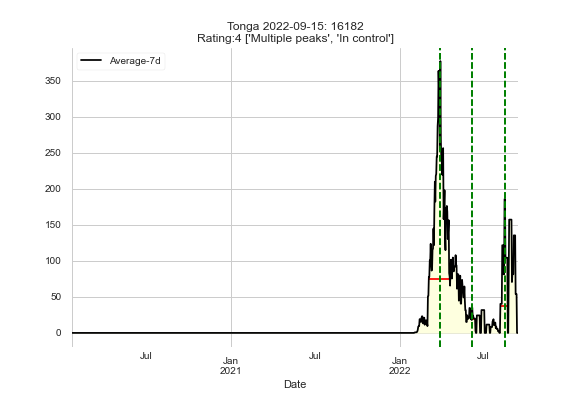 Tonga 2022-09-15: 16182
Rating:4 ['Multiple peaks', 'In control']
Average-7d
350
300
250
200
150
100
50
0
Jul
Jan
2021
Jul
Jan
2022
Jul
Date